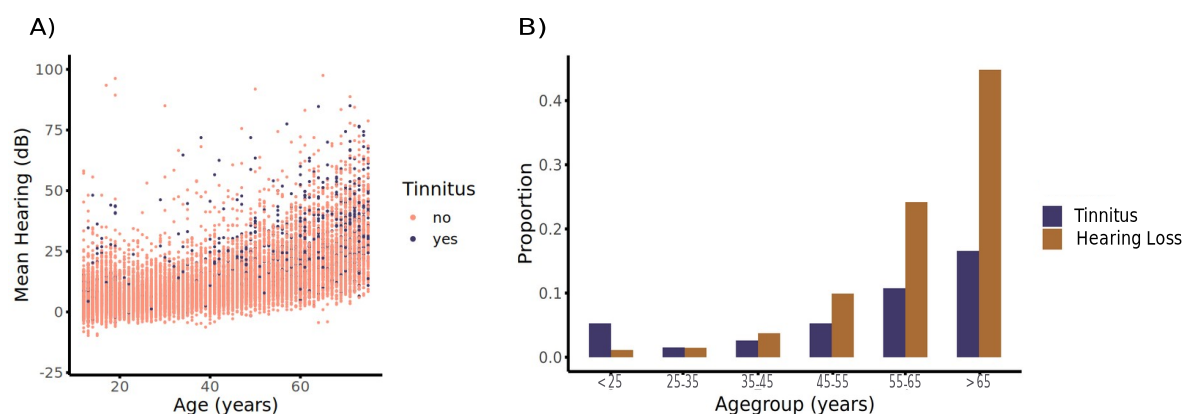 A)
100
75
50
25
0
-25
Mean Hearing (dB)
20 40 60
Age (years)
Tinnitus
no
yes
B)
0.4
0.3
0.2
0.1
0.0
Proportion
<25 25-35 35-45 45-55 55-65 >65
Agegroup (years)
Tinnitus
Hearing Loss